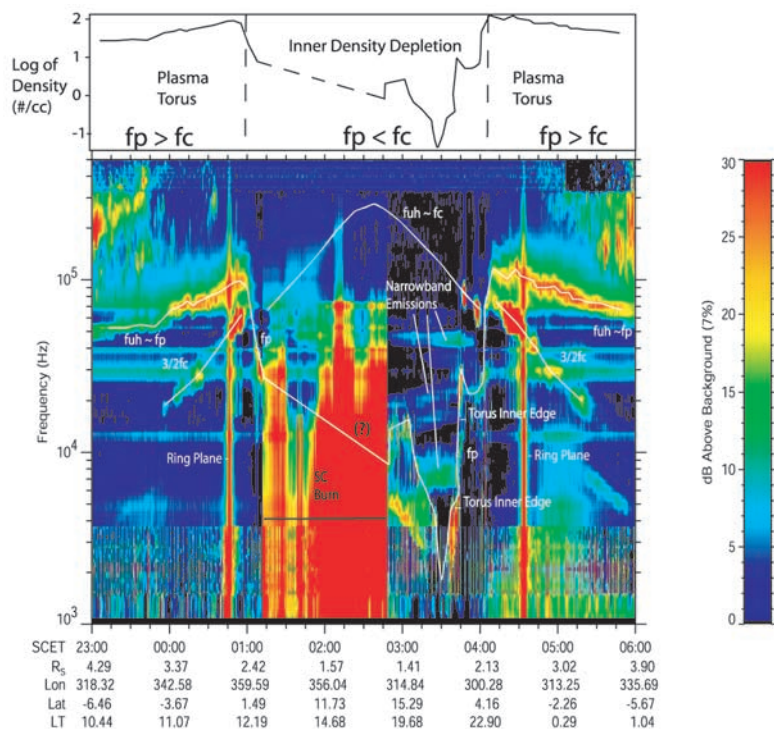 2
Log of
Density
(#/cc)
1
0
-1
Inner Density Depletion
Plasma
Torus
Plasma
Torus
fp > fc
fp < fc
fp > fc
Frequency (Hz)
10⁵
10⁴
10³
fuh ~ fc
Narrowband
Emissions
fuh ~ fp
fp
fuh ~ fp
3/2fc
3/2fc
(?)
Torus Inner Edge
Ring Plane
fp
Ring Plane
SC
Burn
Torus Inner Edge
30
25
20
15
10
5
0
dB Above Background (7%)
SCET 23:00 00:00 01:00 02:00 03:00 04:00 05:00 06:00
R_S 4.29 3.37 2.42 1.57 1.41 2.13 3.02 3.90
Lon 318.32 342.58 359.59 356.04 314.84 300.28 313.25 335.69
Lat -6.46 -3.67 1.49 11.73 15.29 4.16 -2.26 -5.67
LT 10.44 11.07 12.19 14.68 19.68 22.90 0.29 1.04